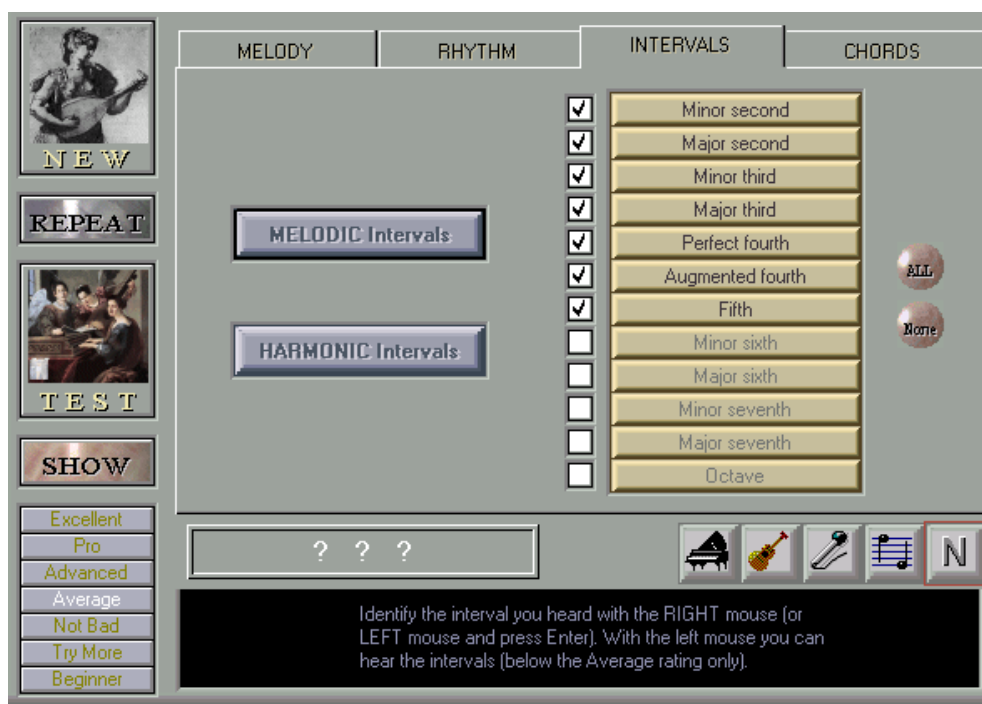 MELODY
RHYTHM
INTERVALS
CHORDS
NEW
REPEAT
TEST
SHOW
Excellent
Pro
Advanced
Average
Not Bad
Try More
Beginner
MELODIC Intervals
HARMONIC Intervals
Minor second
Major second
Minor third
Major third
Perfect fourth
Augmented fourth
Fifth
Minor sixth
Major sixth
Minor seventh
Major seventh
Octave
ALL
None
? ? ?
N
Identify the interval you heard with the RIGHT mouse (or
LEFT mouse and press Enter). With the left mouse you can
hear the intervals (below the Average rating only).